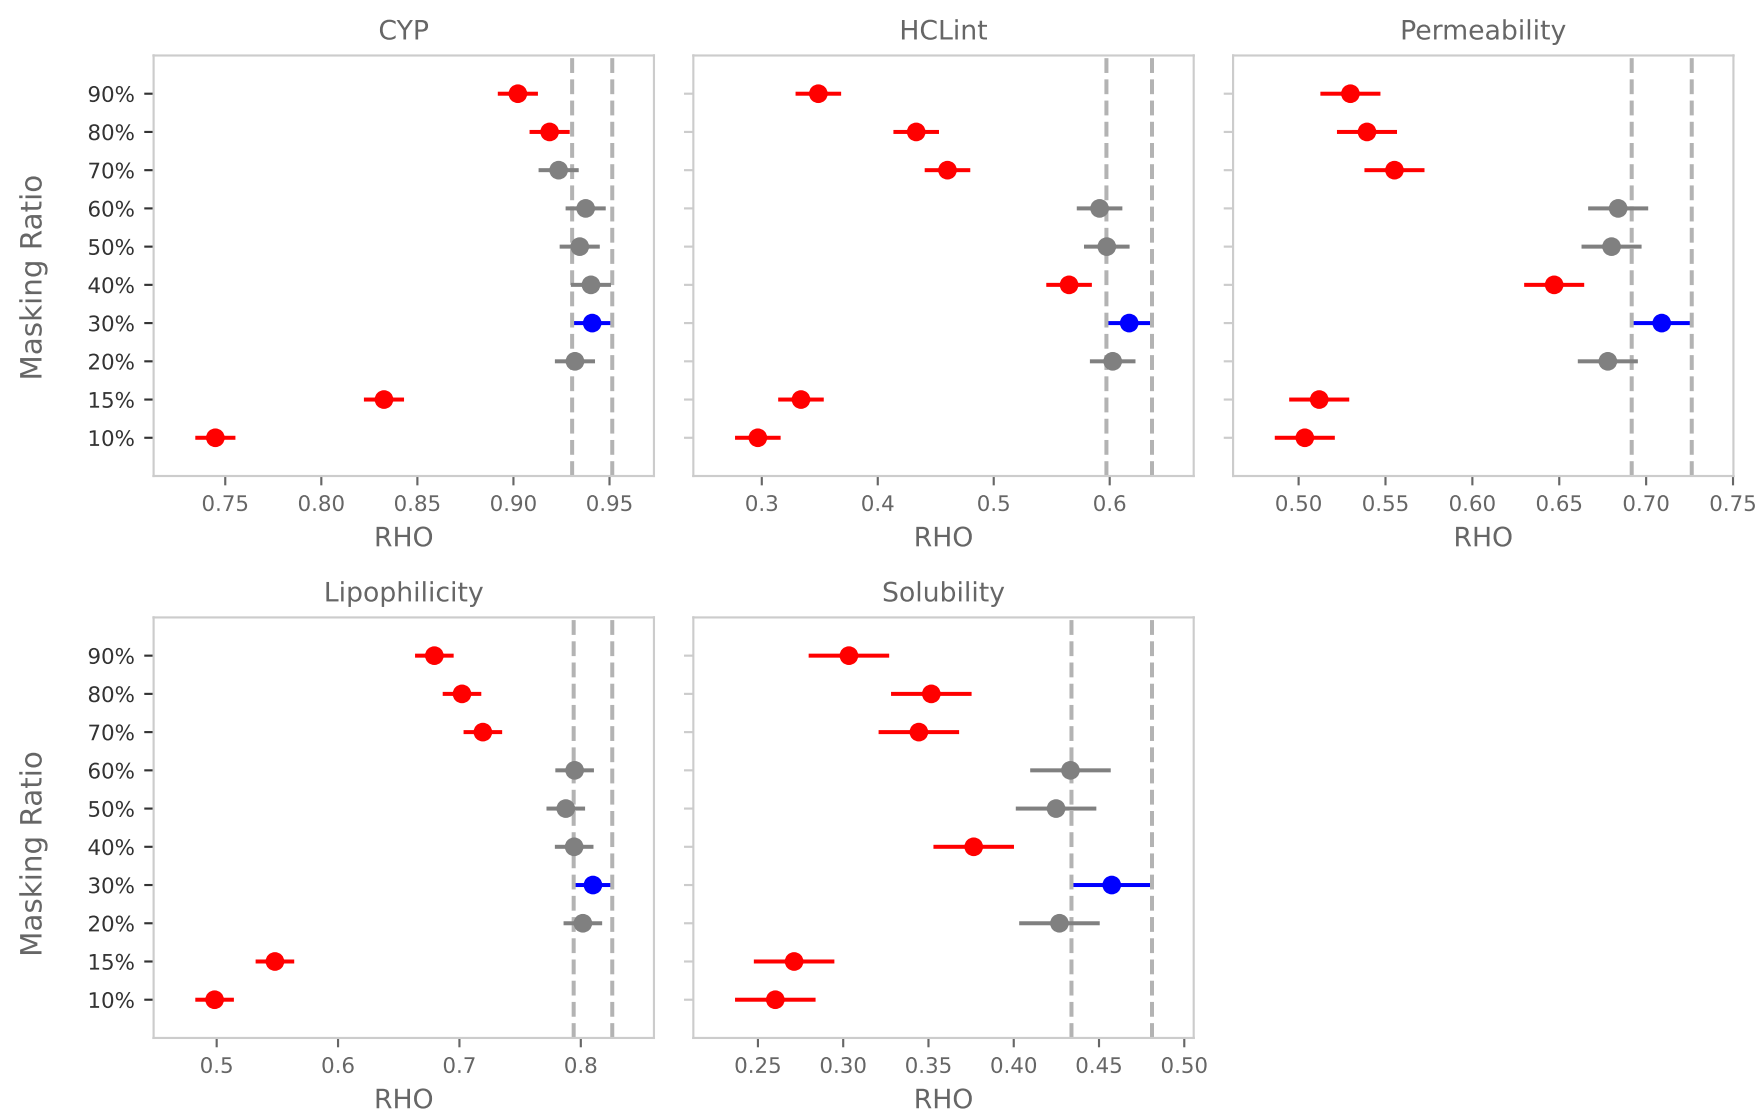 CYP HCLint Permeability
Masking Ratio
90%
80%
70%
60%
50%
40%
30%
20%
15%
10%
0.75 0.80 0.85 0.90 0.95 0.3 0.4 0.5 0.6 0.50 0.55 0.60 0.65 0.70 0.75
RHO RHO RHO
Lipophilicity Solubility
Masking Ratio
90%
80%
70%
60%
50%
40%
30%
20%
15%
10%
0.5 0.6 0.7 0.8 0.25 0.30 0.35 0.40 0.45 0.50
RHO RHO